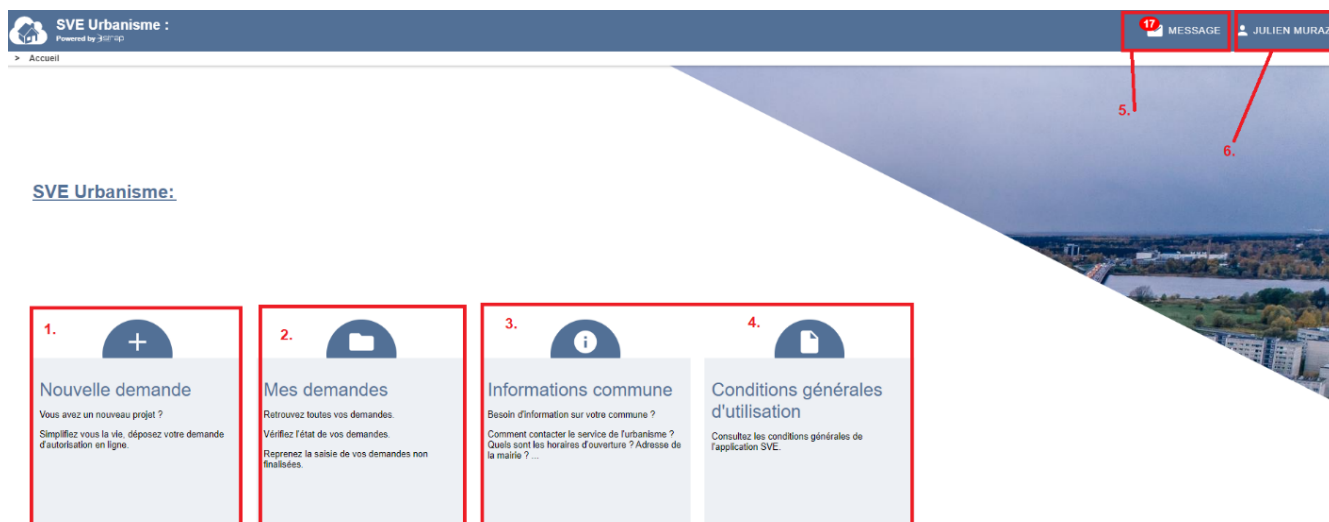 SVE Urbanisme :
Powered by
17
MESSAGE
JULIEN MURAZ
> Accueil
5.
6.
SVE Urbanisme:
1.
2.
3.
4.
Nouvelle demande
Vous avez un nouveau projet ?
Simplifiez vous la vie, déposez votre demande
d'autorisation en ligne.
Mes demandes
Retrouvez toutes vos demandes.
Vérifiez l'état de vos demandes.
Reprenez la saisie de vos demandes non
finalisées.
Informations commune
Besoin d'information sur votre commune ?
Comment contacter le service de l'urbanisme ?
Quels sont les horaires d'ouverture ? Adresse de
la mairie ? ...
Conditions générales
d'utilisation
Consultez les conditions générales de
l'application SVE.